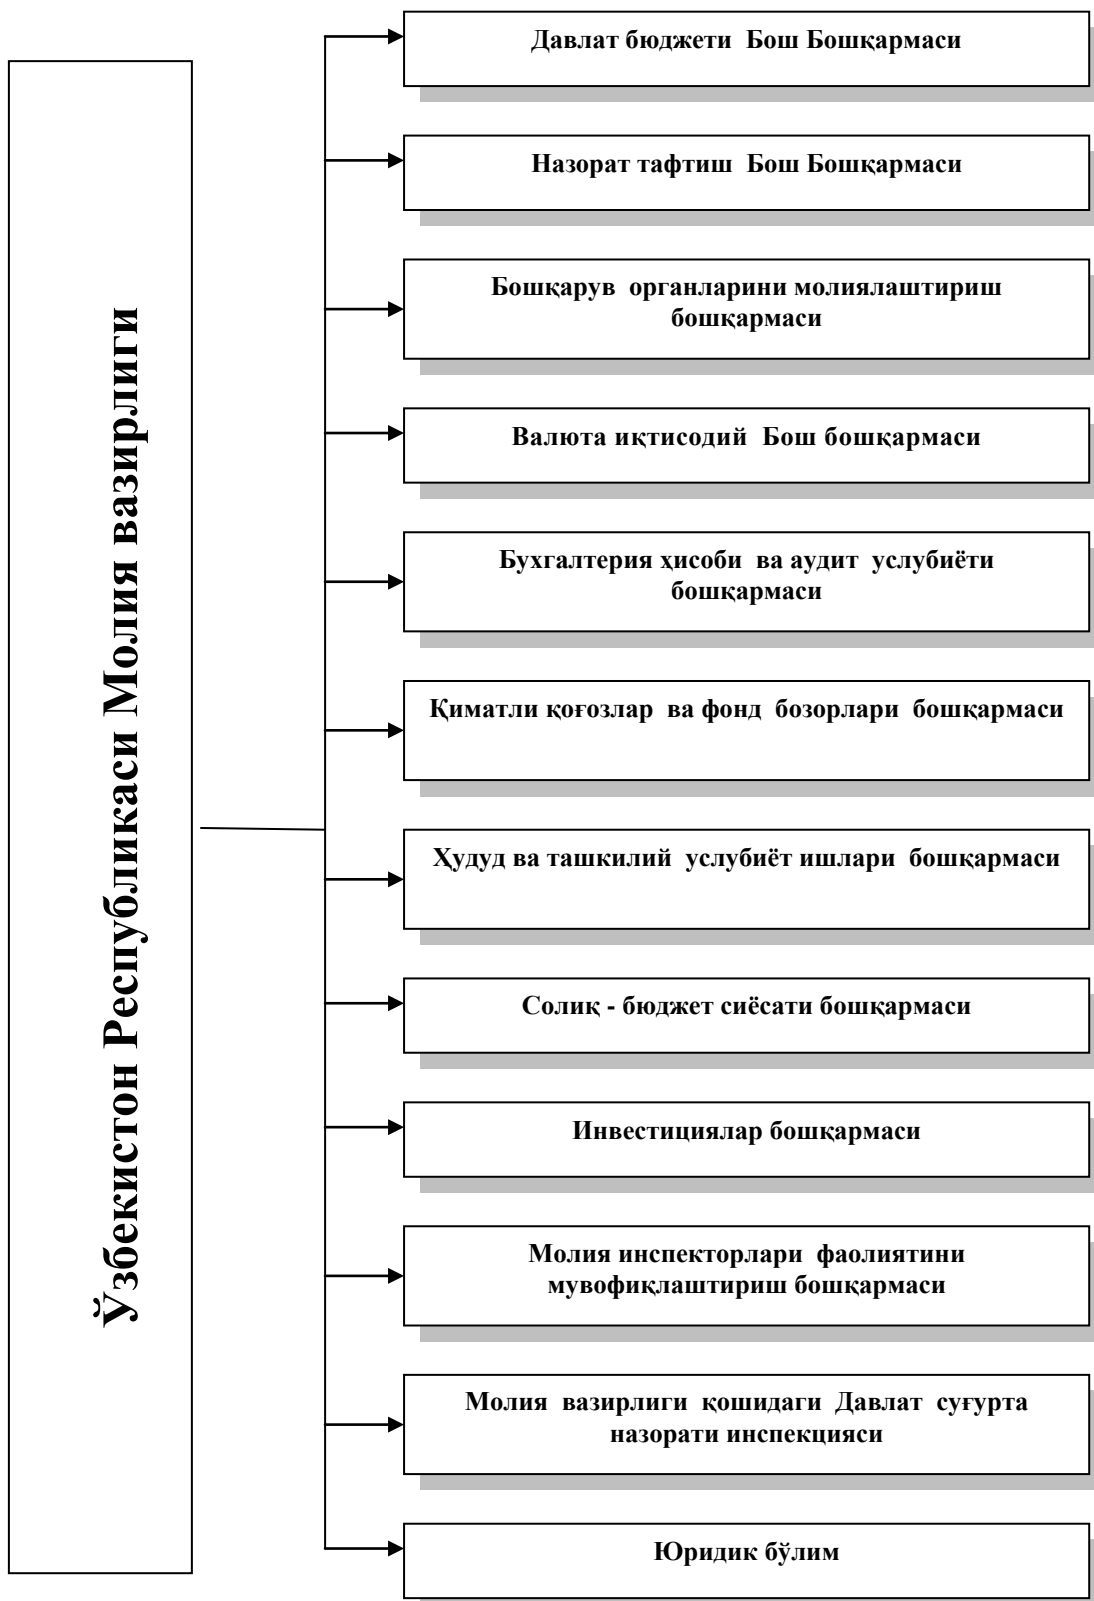 Ўзбекистон Республикаси Молия вазирлиги
Давлат бюджети Бош Бошқармаси
Назорат тафтиш Бош Бошқармаси
Бошқарув органларини молиялаштириш
бошқармаси
Валюта иқтисодий Бош бошқармаси
Бухгалтерия ҳисоби ва аудит услубиёти
бошқармаси
Қиматли қоғозлар ва фонд бозорлари бошқармаси
Ҳудуд ва ташкилий услубиёт ишлари бошқармаси
Солиқ - бюджет сиёсати бошқармаси
Инвестициялар бошқармаси
Молия инспекторлари фаолиятини
мувофиқлаштириш бошқармаси
Молия вазирлиги қошидаги Давлат суғурта
назорати инспекцияси
Юридик бўлим